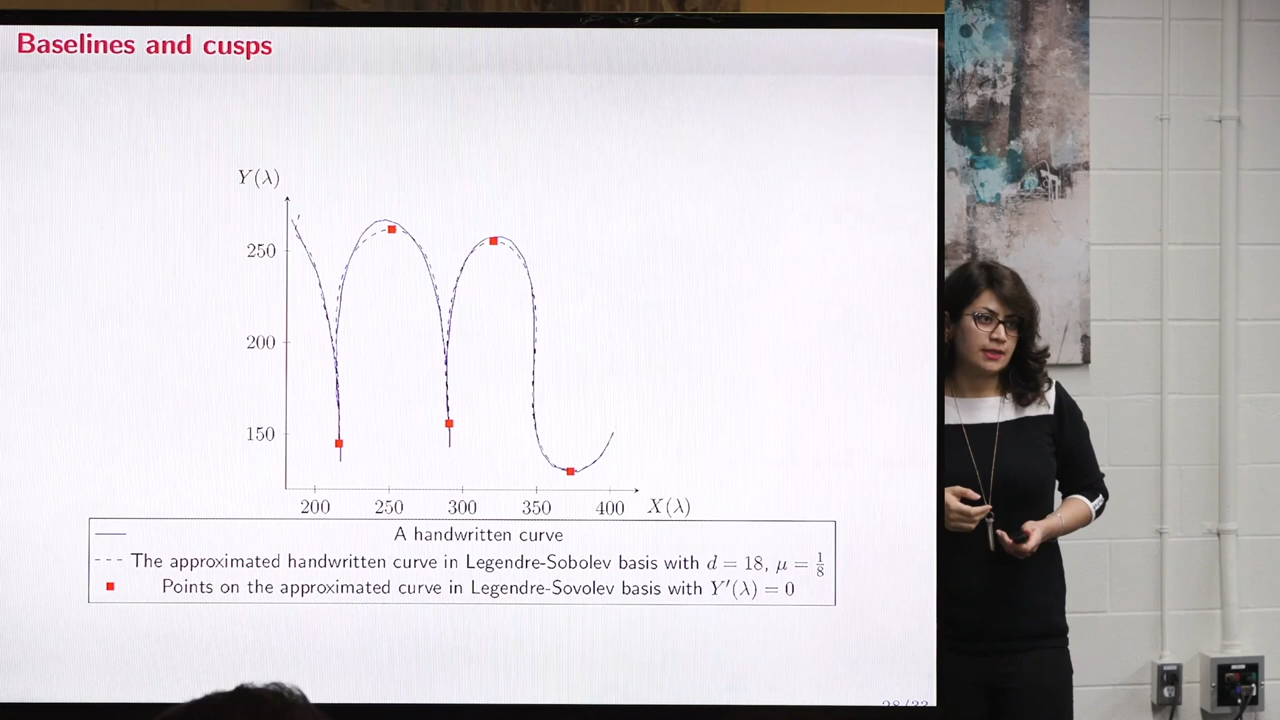 Baselines and cusps
Y(λ)
250
200
150
200 250 300 350 400 X(λ)
A handwritten curve
The approximated handwritten curve in Legendre-Sobolev basis with d = 18, μ = 1/8
Points on the approximated curve in Legendre-Sovolev basis with Y′(λ) = 0